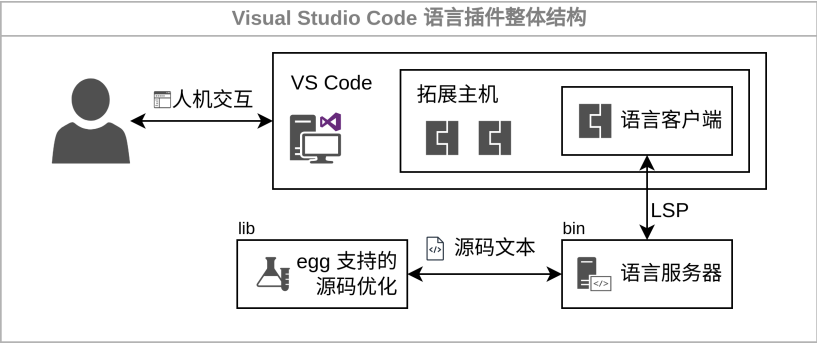 Visual Studio Code 语言插件整体结构
人机交互
VS Code
拓展主机
语言客户端
LSP
lib
egg 支持的
源码优化
源码文本
bin
语言服务器